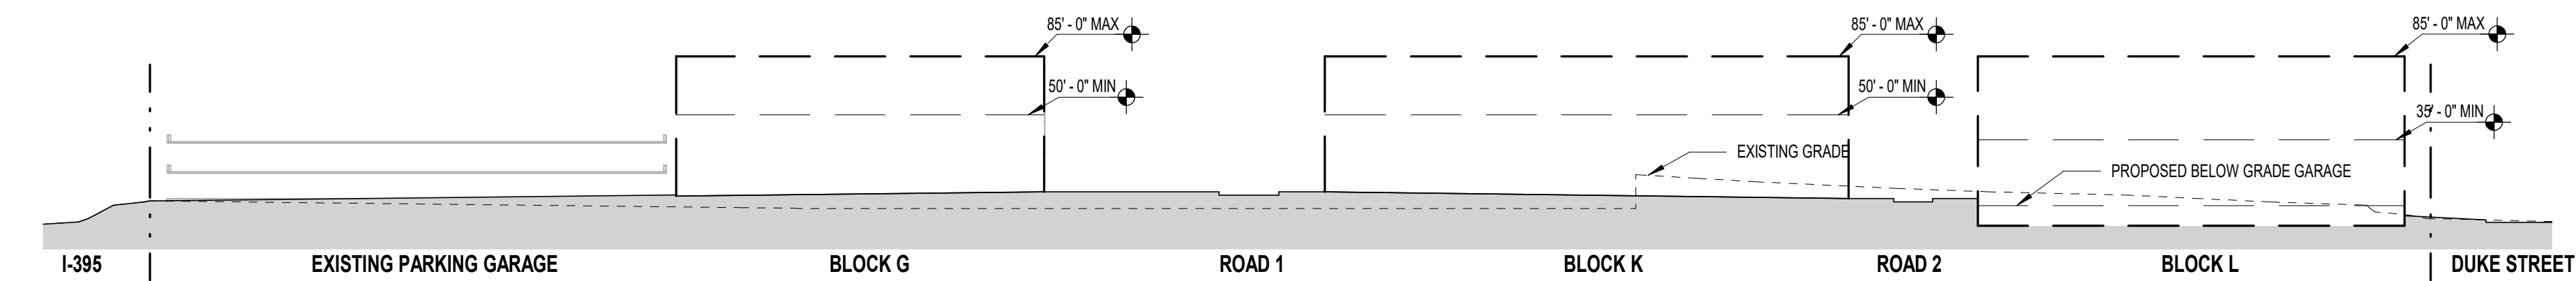 85' - 0" MAX
85' - 0" MAX
85' - 0" MAX
50' - 0" MIN
50' - 0" MIN
35' - 0" MIN
EXISTING GRADE
PROPOSED BELOW GRADE GARAGE
I-395
EXISTING PARKING GARAGE
BLOCK G
ROAD 1
BLOCK K
ROAD 2
BLOCK L
DUKE STREET